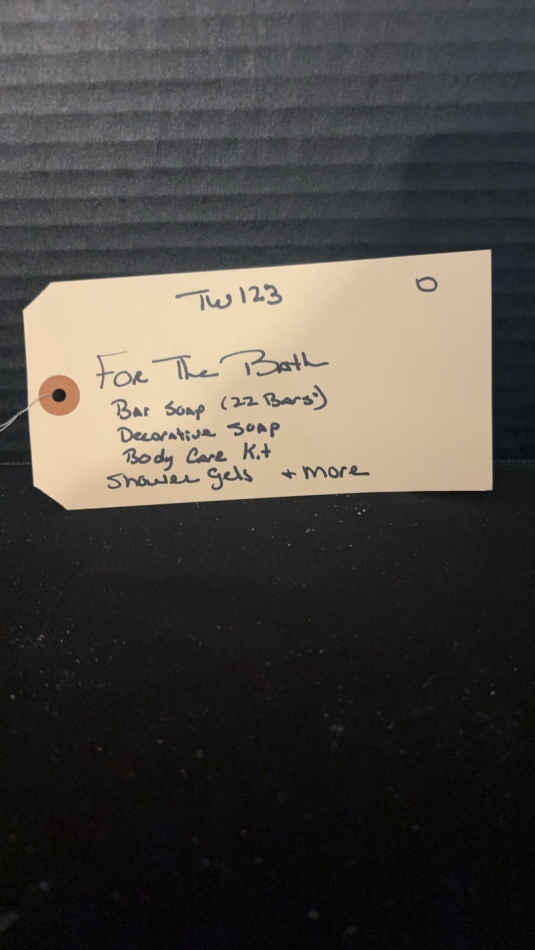 TW123 O
For The Bath
Bar Soap (22 Bars)
Decorative Soap
Body Care Kit
Shower Gels + More